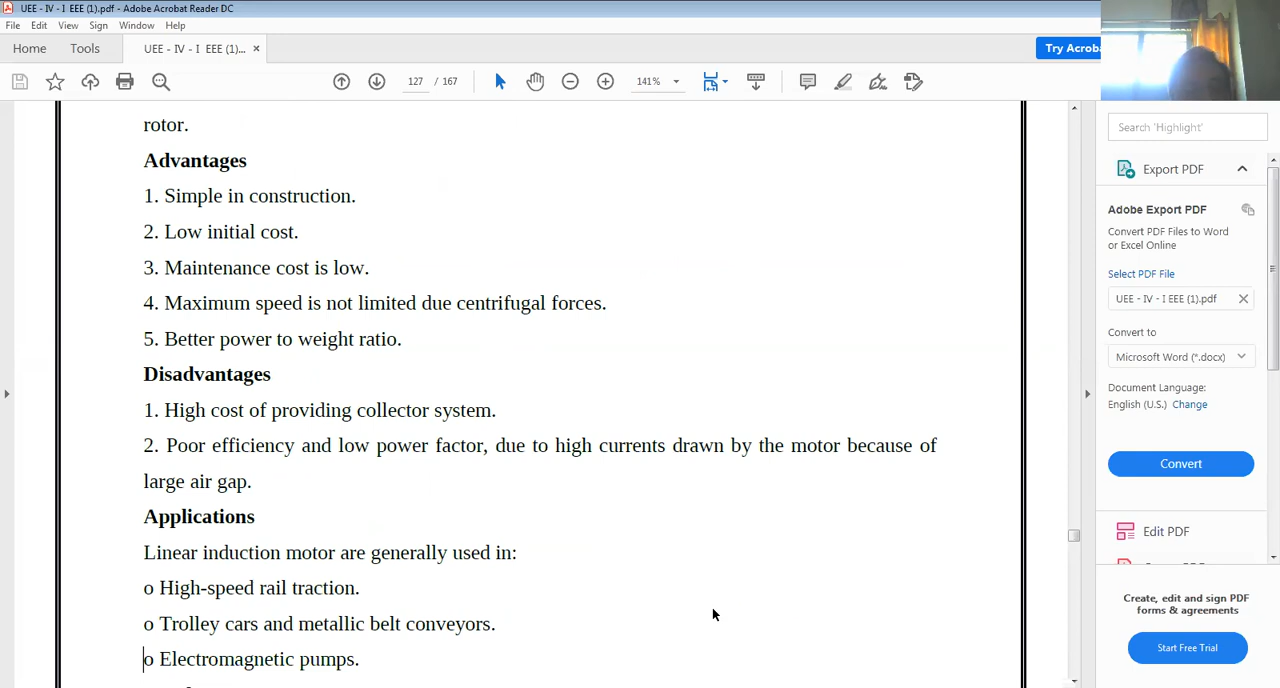 UEE - IV - I EEE (1).pdf - Adobe Acrobat Reader DC
File Edit View Sign Window Help
Home Tools UEE - IV - I EEE (1)... ×
Try Acroba
127 / 167 141%
rotor.
Advantages
1. Simple in construction.
2. Low initial cost.
3. Maintenance cost is low.
4. Maximum speed is not limited due centrifugal forces.
5. Better power to weight ratio.
Disadvantages
1. High cost of providing collector system.
2. Poor efficiency and low power factor, due to high currents drawn by the motor because of
large air gap.
Applications
Linear induction motor are generally used in:
o High-speed rail traction.
o Trolley cars and metallic belt conveyors.
o Electromagnetic pumps.
Search 'Highlight'
Export PDF
Adobe Export PDF
Convert PDF Files to Word
or Excel Online
Select PDF File
UEE - IV - I EEE (1).pdf
Convert to
Microsoft Word (*.docx)
Document Language:
English (U.S.) Change
Convert
Edit PDF
Create, edit and sign PDF
forms & agreements
Start Free Trial